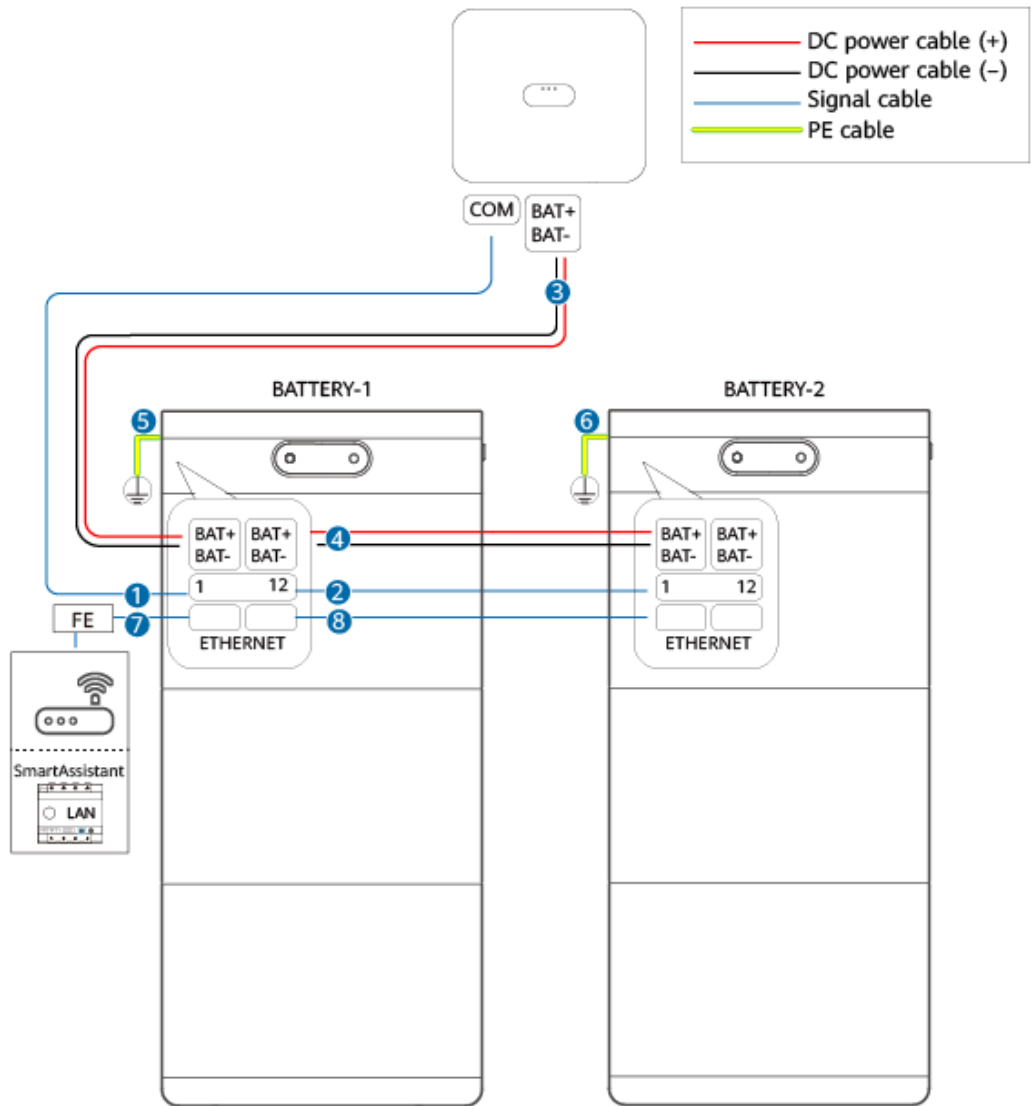 DC power cable (+)
DC power cable (−)
Signal cable
PE cable
COM
BAT+
BAT-
3
BATTERY-1
BATTERY-2
5
6
BAT+ BAT+
BAT- BAT-
4
BAT+ BAT+
BAT- BAT-
1
1 12
2
1 12
FE
7
8
ETHERNET
ETHERNET
SmartAssistant
LAN